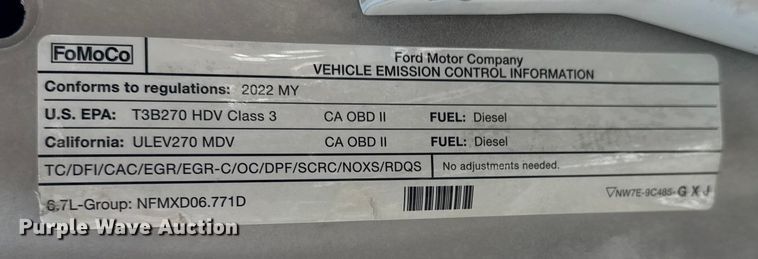 FoMoCo
Ford Motor Company
VEHICLE EMISSION CONTROL INFORMATION
Conforms to regulations: 2022 MY
U.S. EPA: T3B270 HDV Class 3 CA OBD II FUEL: Diesel
California: ULEV270 MDV CA OBD II FUEL: Diesel
TC/DFI/CAC/EGR/EGR-C/OC/DPF/SCRC/NOXS/RDQS No adjustments needed.
6.7L-Group: NFMXD06.771D
▽NW7E-9C485-GXJ
Purple Wave Auction